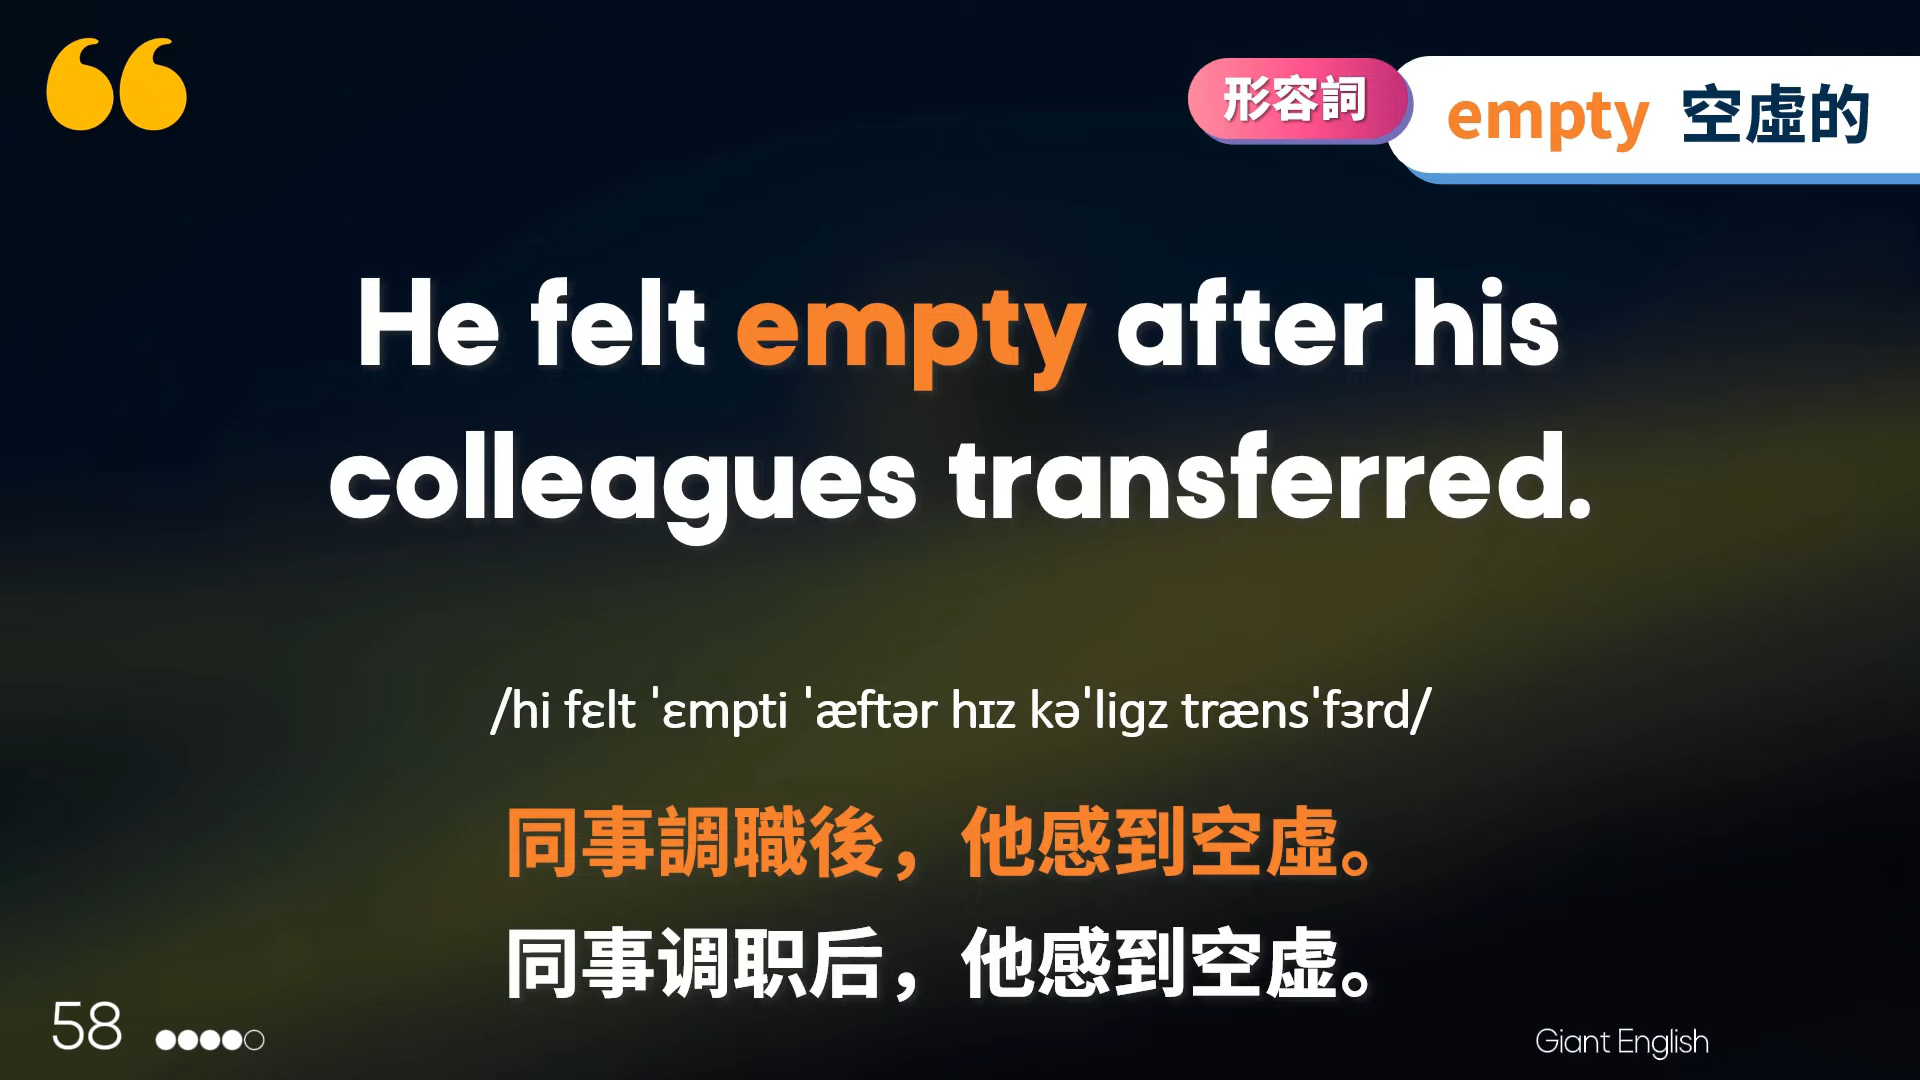 形容詞
empty 空虛的
He felt empty after his
colleagues transferred.
/hi fɛlt ˈɛmpti ˈæftər hɪz kəˈligz trænsˈfɜrd/
同事調職後，他感到空虛。
同事调职后，他感到空虚。
58
Giant English